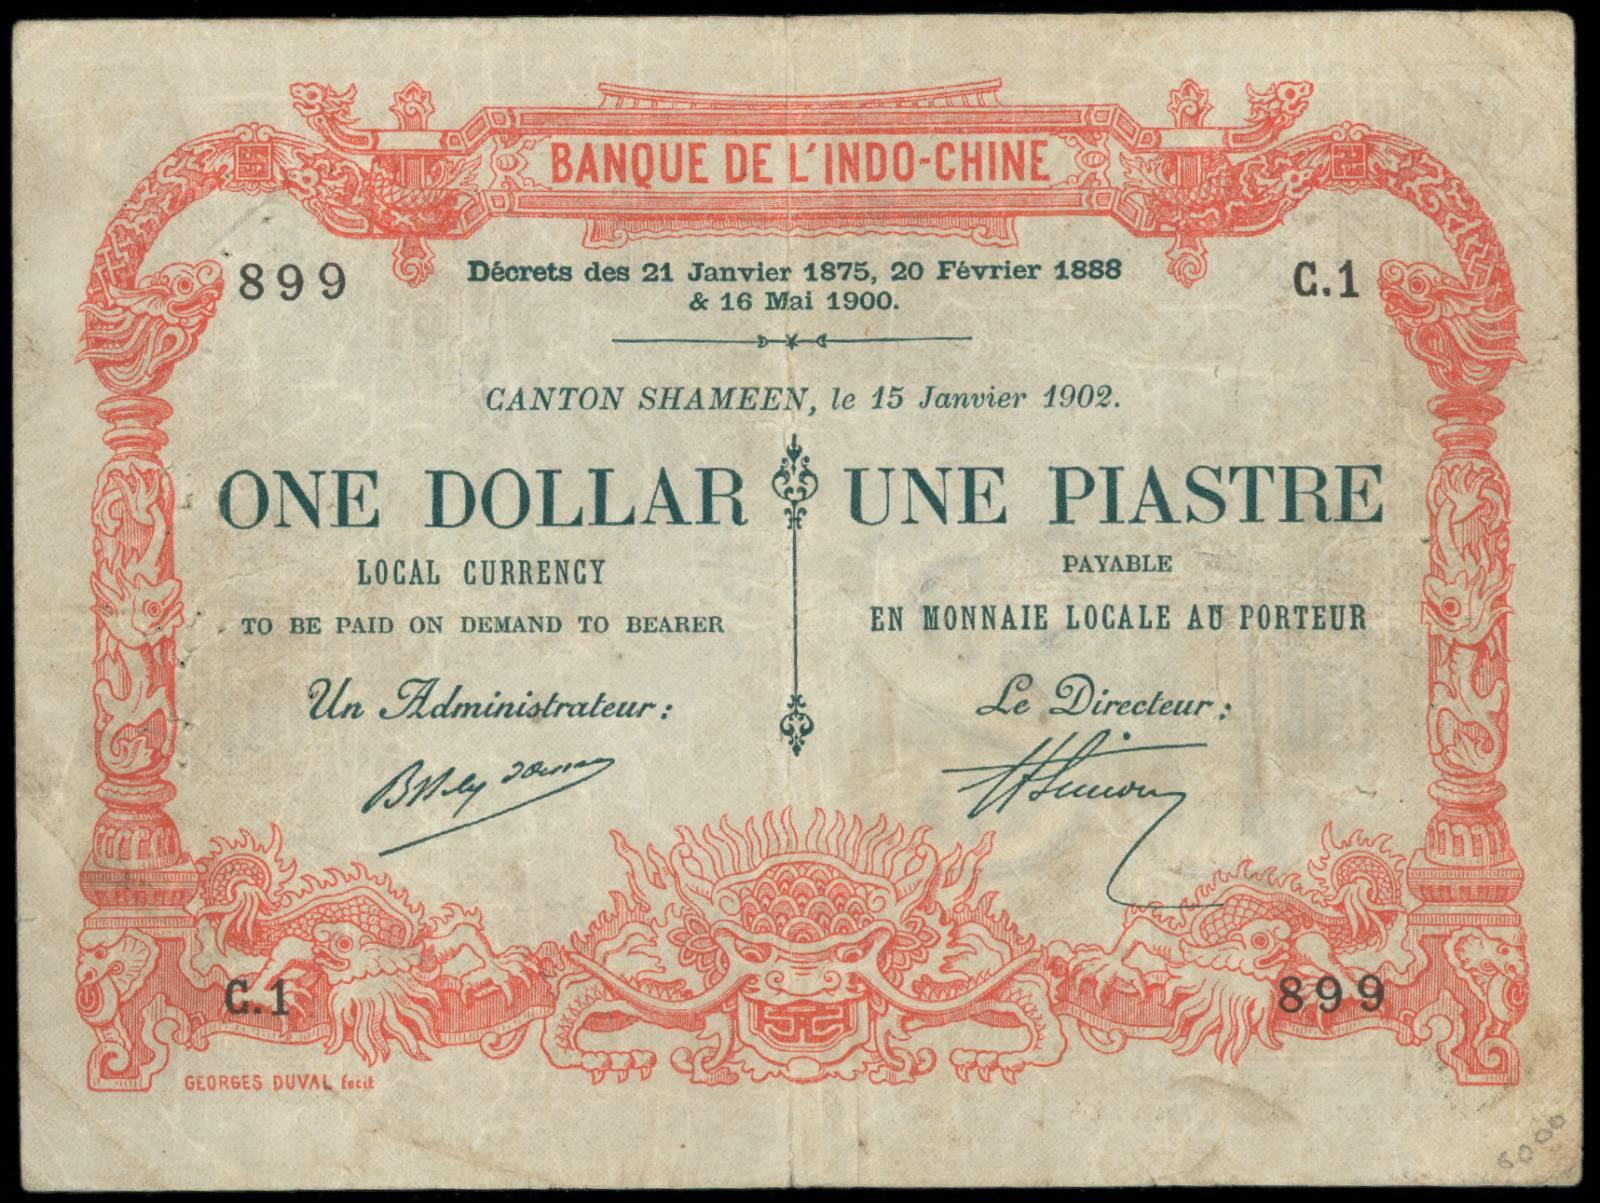 BANQUE DE L'INDO-CHINE
899
C.1
Décrets des 21 Janvier 1875, 20 Février 1888
& 16 Mai 1900.
CANTON SHAMEEN, le 15 Janvier 1902.
ONE DOLLAR
LOCAL CURRENCY
TO BE PAID ON DEMAND TO BEARER
Un Administrateur:
UNE PIASTRE
PAYABLE
EN MONNAIE LOCALE AU PORTEUR
Le Directeur:
C.1
899
GEORGES DUVAL fecit
6000